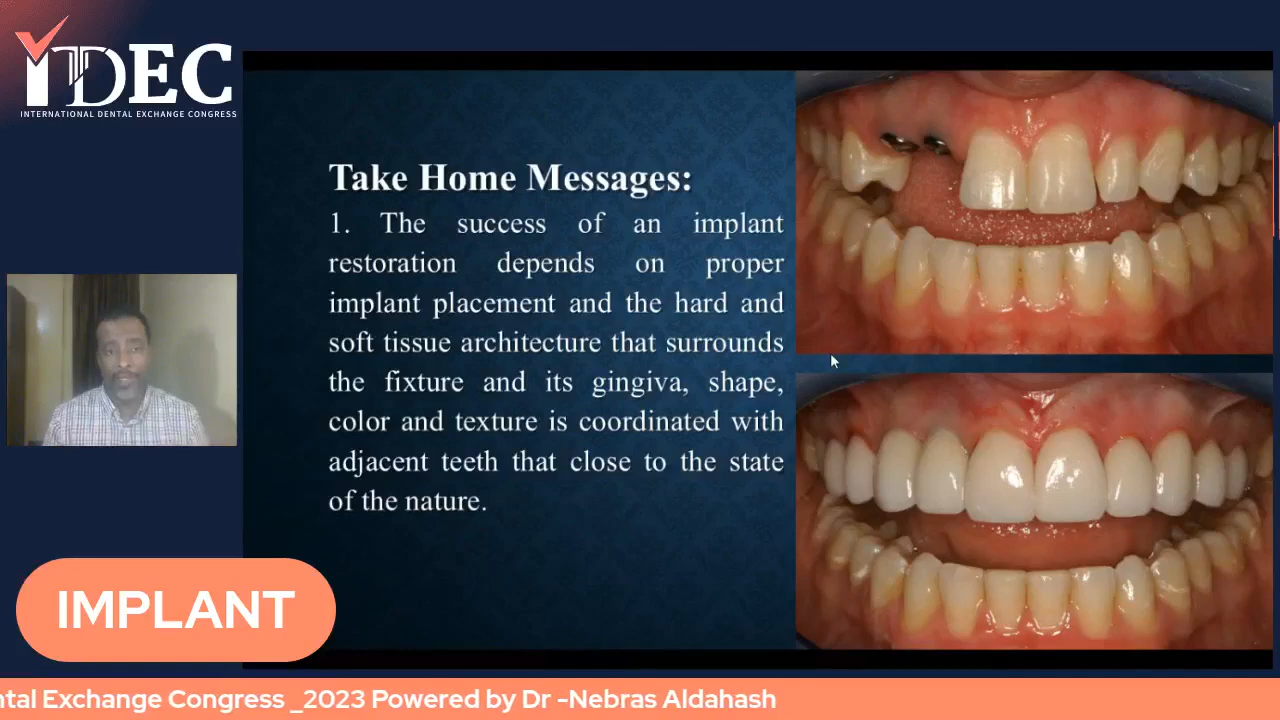 iTDEC
INTERNATIONAL DENTAL EXCHANGE CONGRESS
Take Home Messages:
1. The success of an implant
restoration depends on proper
implant placement and the hard and
soft tissue architecture that surrounds
the fixture and its gingiva, shape,
color and texture is coordinated with
adjacent teeth that close to the state
of the nature.
IMPLANT
ntal Exchange Congress _2023 Powered by Dr -Nebras Aldahash